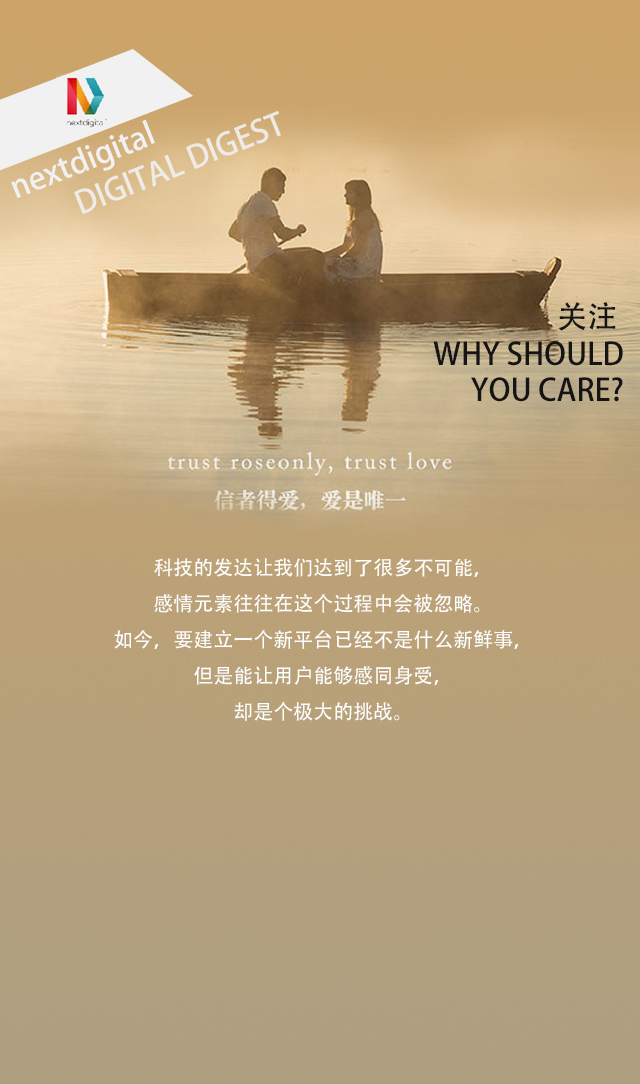 nextdigital
nextdigital
DIGITAL DIGEST
关注
WHY SHOULD
YOU CARE?
trust roseonly, trust love
信者得爱，爱是唯一
科技的发达让我们达到了很多不可能，
感情元素往往在这个过程中会被忽略。
如今，要建立一个新平台已经不是什么新鲜事，
但是能让用户能够感同身受，
却是个极大的挑战。